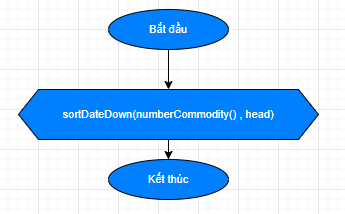 Bắt đầu
sortDateDown(numberCommodity() , head)
Kết thúc